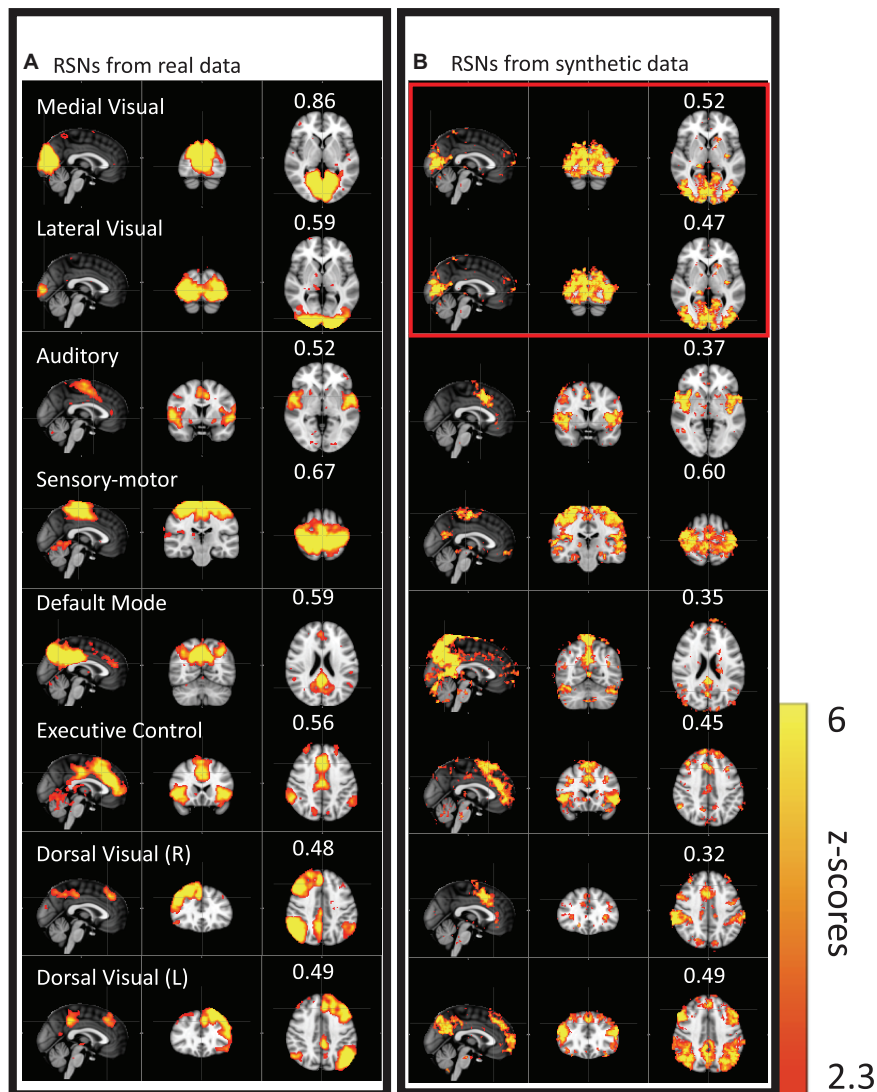 A RSNs from real data
Medial Visual 0.86
Lateral Visual 0.59
Auditory 0.52
Sensory-motor 0.67
Default Mode 0.59
Executive Control 0.56
Dorsal Visual (R) 0.48
Dorsal Visual (L) 0.49
B RSNs from synthetic data
0.52
0.47
0.37
0.60
0.35
0.45
0.32
0.49
6
z-scores
2.3